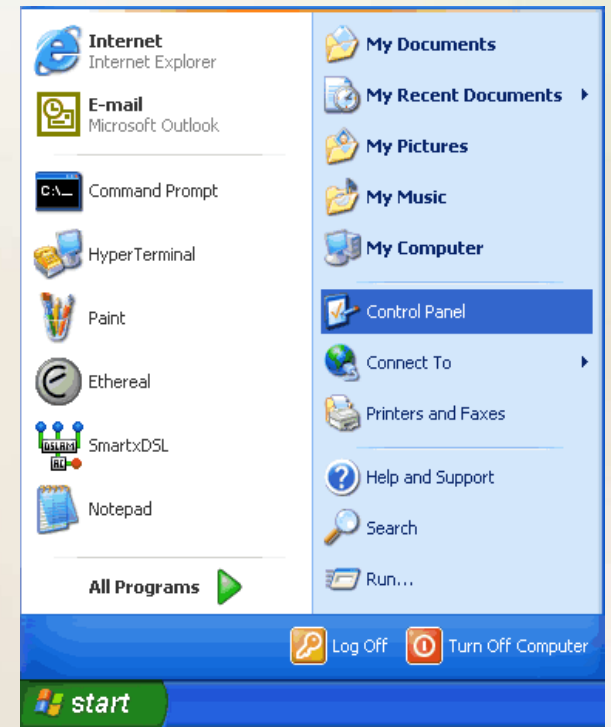 Internet
Internet Explorer
E-mail
Microsoft Outlook
C:\_
Command Prompt
HyperTerminal
Paint
Ethereal
DSLAM
AC
SmartxDSL
Notepad
All Programs
My Documents
My Recent Documents
My Pictures
My Music
My Computer
Control Panel
Connect To
Printers and Faxes
Help and Support
Search
Run...
Log Off
Turn Off Computer
start